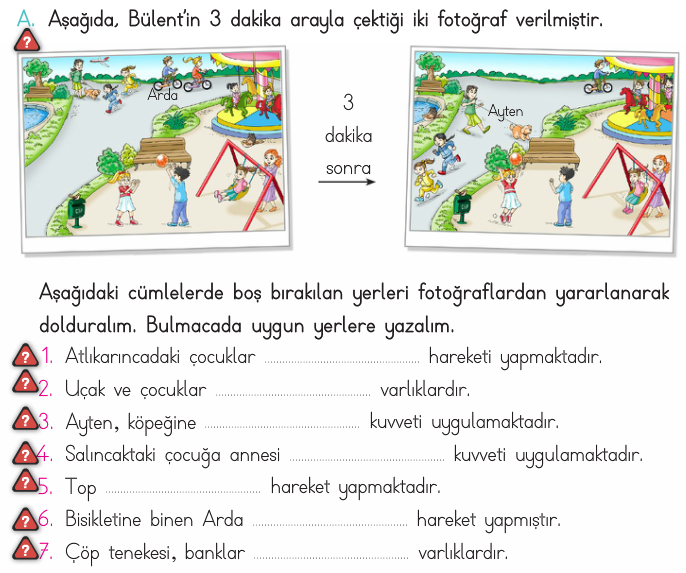 A. Aşağıda, Bülent'in 3 dakika arayla çektiği iki fotoğraf verilmiştir.
?
Arda
3
dakika
sonra
Ayten
Aşağıdaki cümlelerde boş bırakılan yerleri fotoğraflardan yararlanarak
dolduralım. Bulmacada uygun yerlere yazalım.
? 1. Atlıkarıncadaki çocuklar ........................ hareketi yapmaktadır.
? 2. Uçak ve çocuklar ........................ varlıklardır.
? 3. Ayten, köpeğine ........................ kuvveti uygulamaktadır.
? 4. Salıncaktaki çocuğa annesi ........................ kuvveti uygulamaktadır.
? 5. Top ........................ hareket yapmaktadır.
? 6. Bisikletine binen Arda ........................ hareket yapmıştır.
? 7. Çöp tenekesi, banklar ........................ varlıklardır.